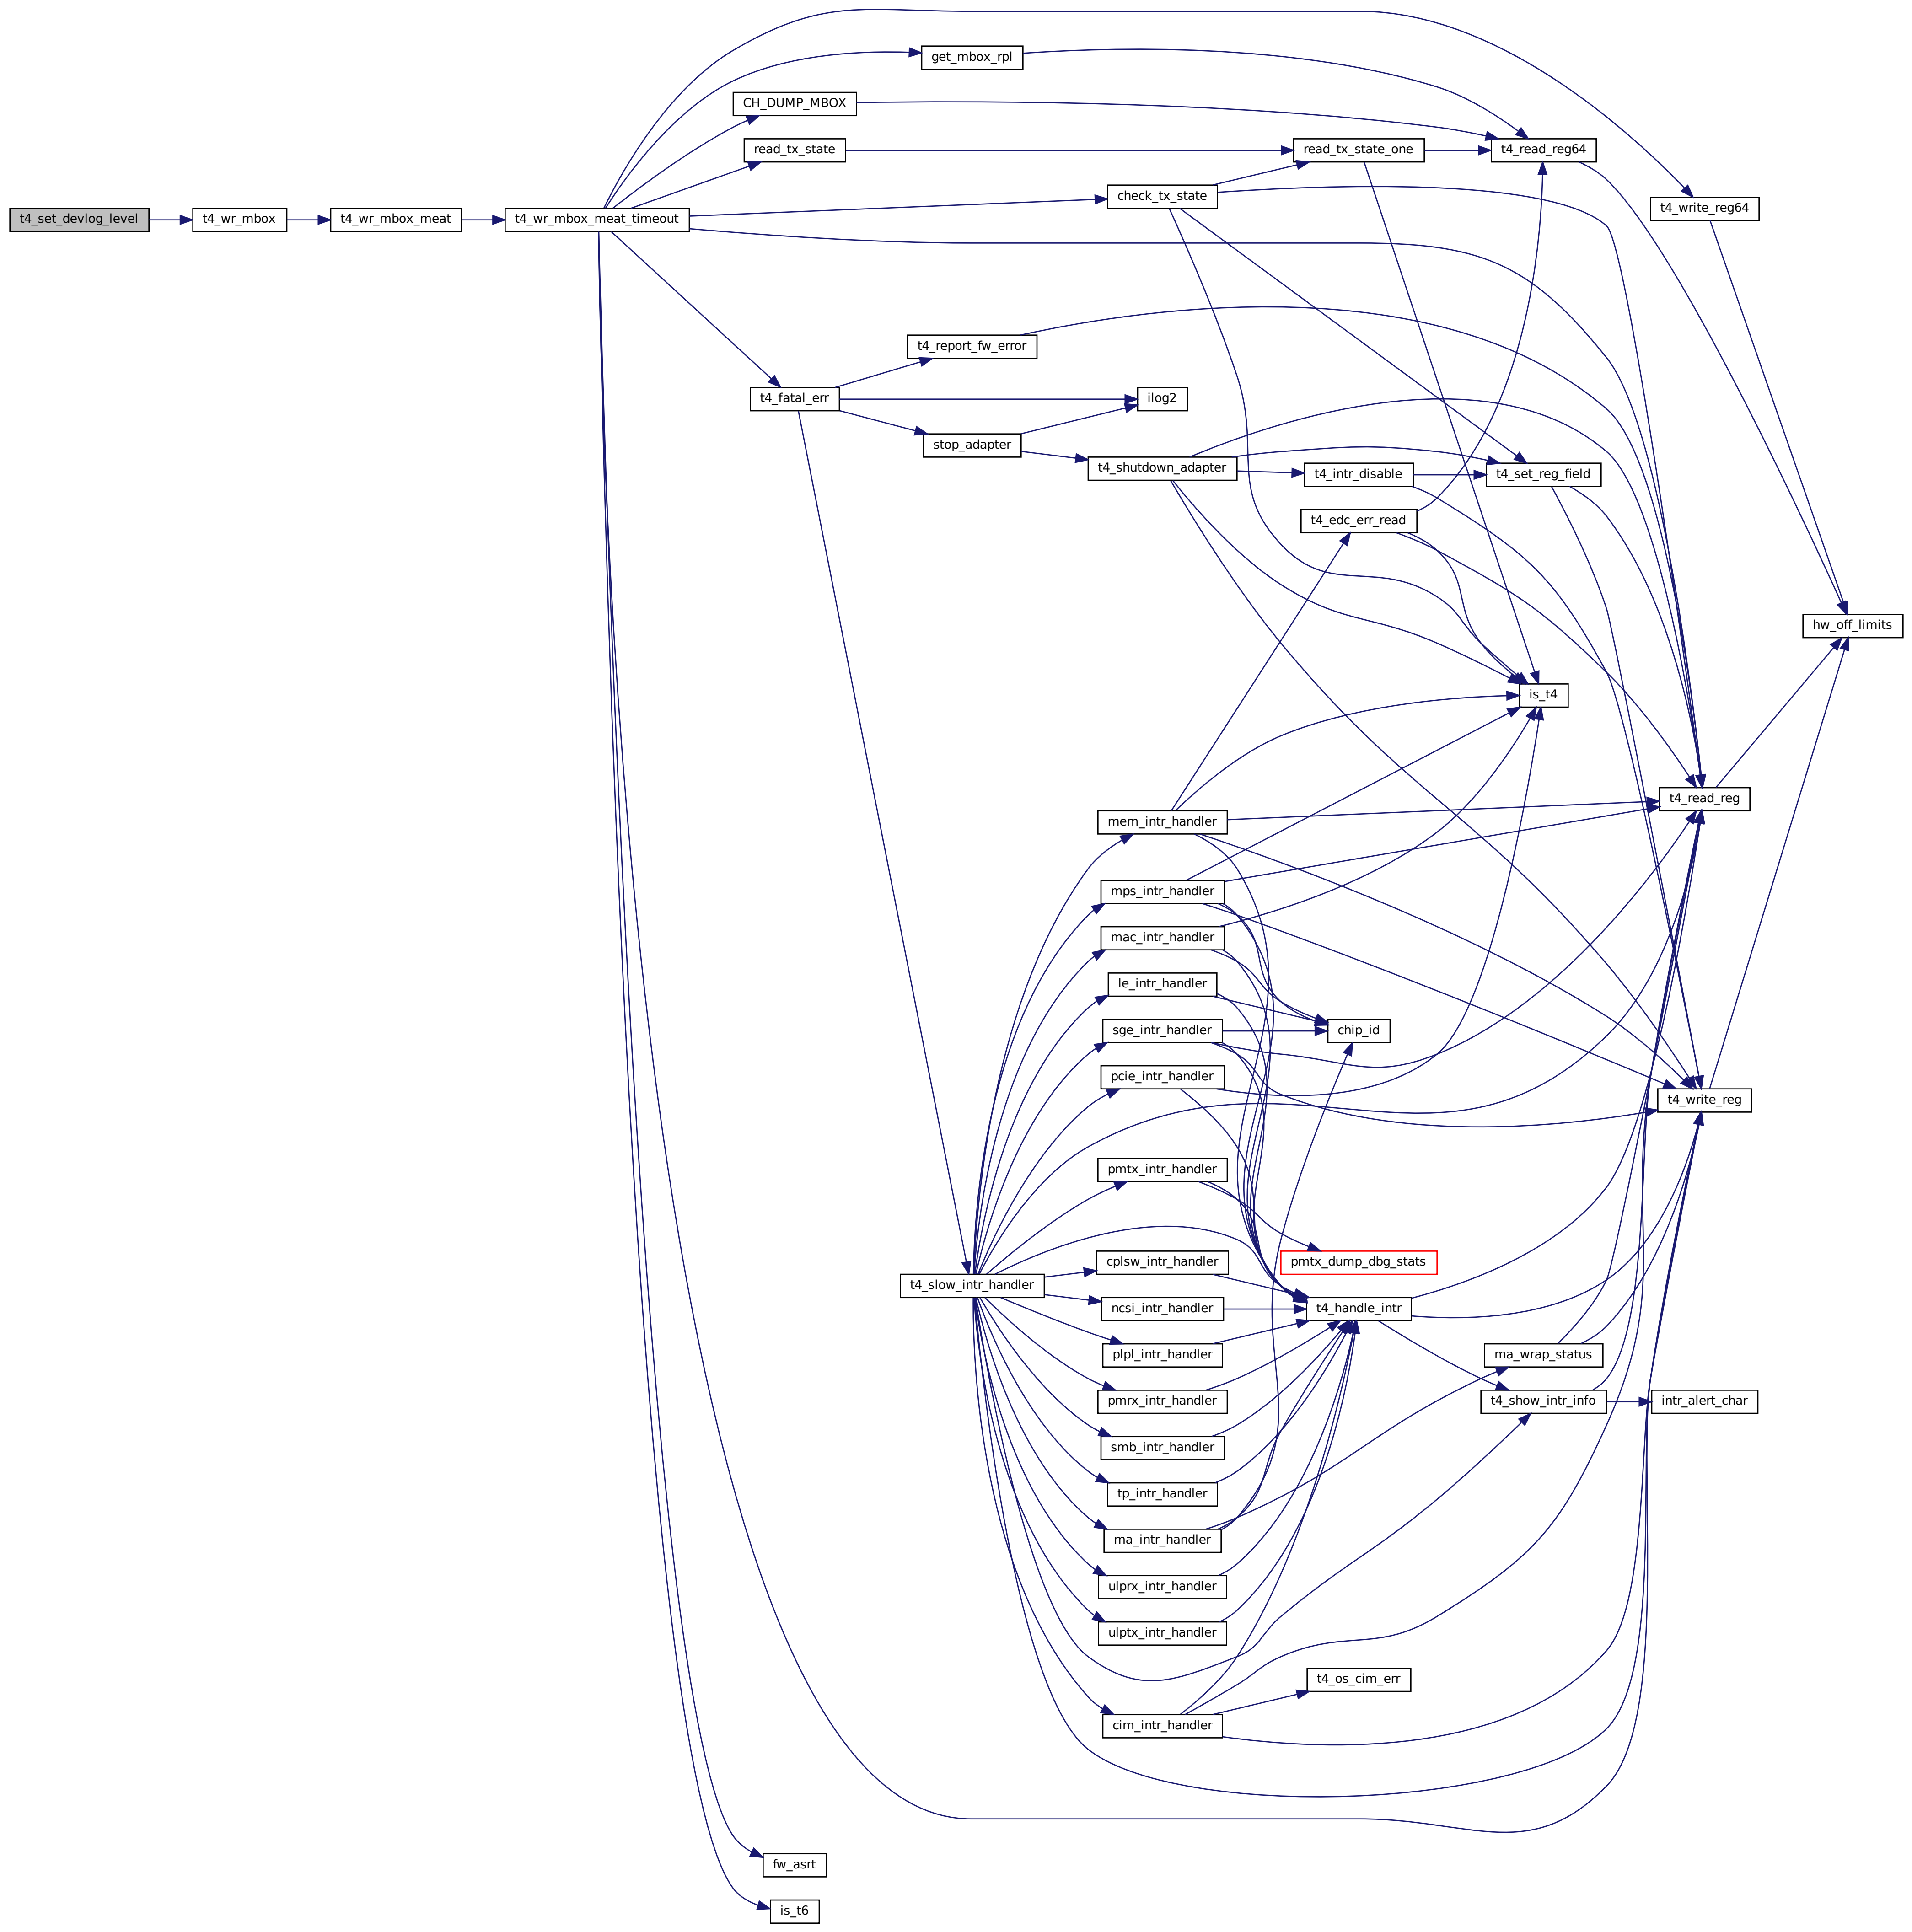 t4_set_devlog_level
t4_wr_mbox
t4_wr_mbox_meat
t4_wr_mbox_meat_timeout
get_mbox_rpl
CH_DUMP_MBOX
read_tx_state
read_tx_state_one
t4_read_reg64
check_tx_state
t4_write_reg64
t4_report_fw_error
t4_fatal_err
ilog2
stop_adapter
t4_shutdown_adapter
t4_intr_disable
t4_set_reg_field
t4_edc_err_read
hw_off_limits
is_t4
t4_read_reg
mem_intr_handler
mps_intr_handler
mac_intr_handler
le_intr_handler
sge_intr_handler
chip_id
pcie_intr_handler
t4_write_reg
pmtx_intr_handler
cplsw_intr_handler
pmtx_dump_dbg_stats
t4_slow_intr_handler
ncsi_intr_handler
t4_handle_intr
plpl_intr_handler
ma_wrap_status
pmrx_intr_handler
t4_show_intr_info
intr_alert_char
smb_intr_handler
tp_intr_handler
ma_intr_handler
ulprx_intr_handler
ulptx_intr_handler
t4_os_cim_err
cim_intr_handler
fw_asrt
is_t6